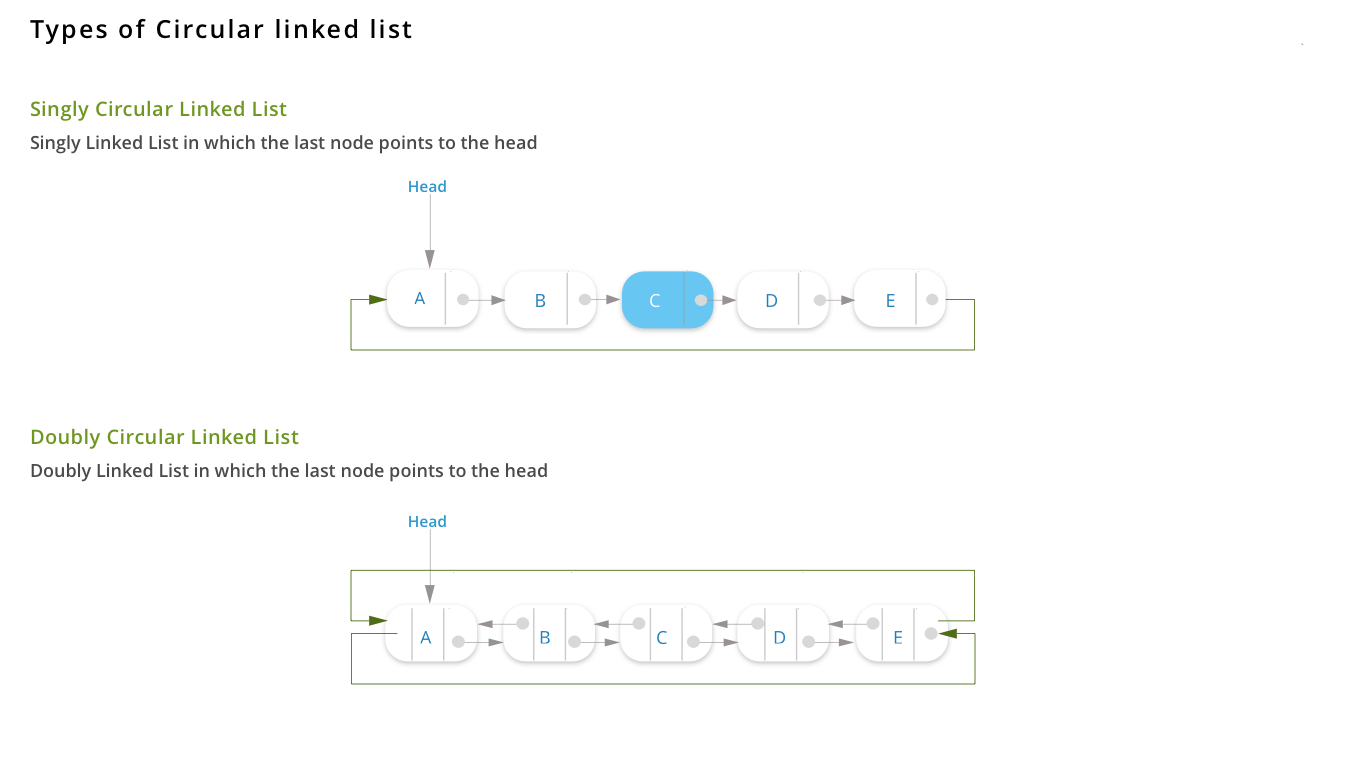 Types of Circular linked list
Singly Circular Linked List
Singly Linked List in which the last node points to the head
Head
A B C D E
Doubly Circular Linked List
Doubly Linked List in which the last node points to the head
Head
A B C D E